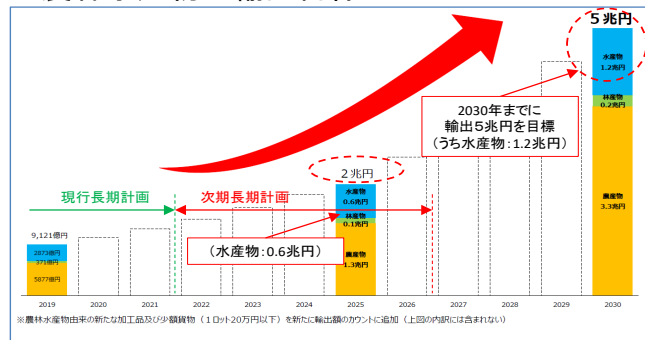 5兆円
水産物
1.2兆円
林産物
0.2兆円
2030年までに
輸出5兆円を目標
(うち水産物:1.2兆円)
農産物
3.3兆円
2兆円
水産物
0.6兆円
林産物
0.1兆円
農産物
1.3兆円
現行長期計画
次期長期計画
(水産物:0.6兆円)
9,121億円
2873億円
371億円
5877億円
2019 2020 2021 2022 2023 2024 2025 2026 2027 2028 2029 2030
※農林水産物由来の新たな加工品及び少額貨物(1ロット20万円以下)を新たに輸出額のカウントに追加(上図の内訳には含まれない)